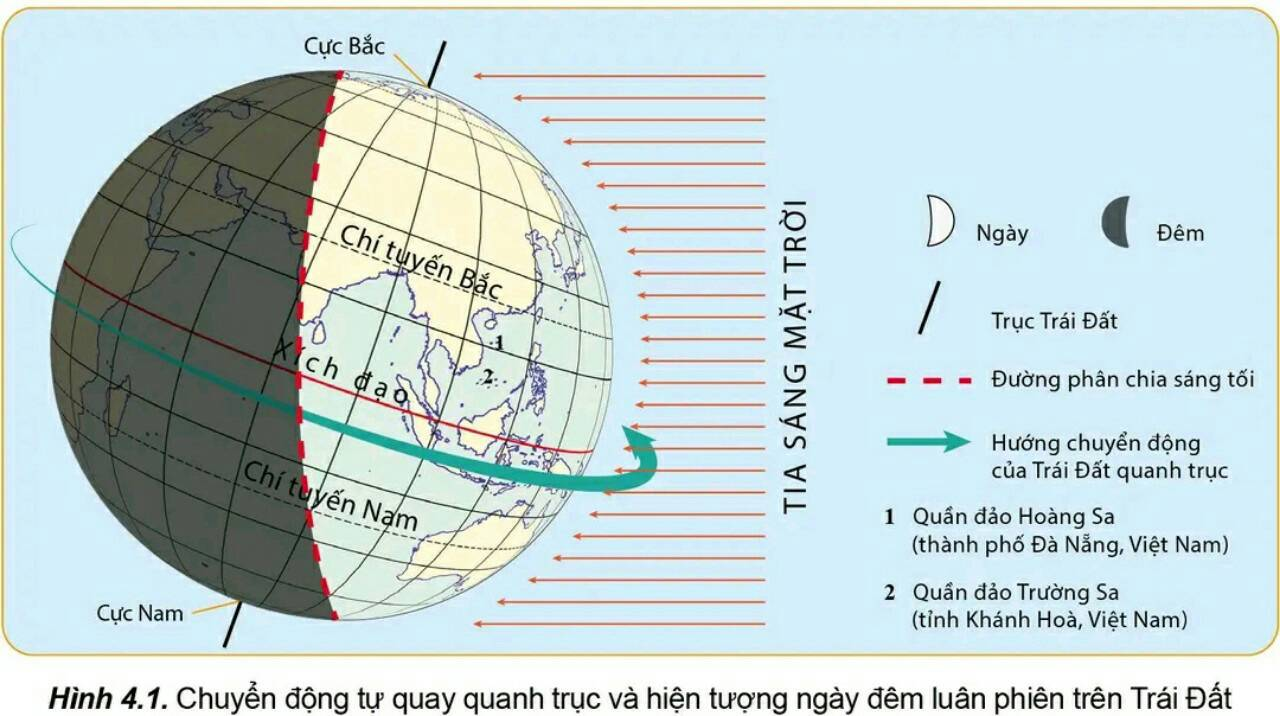 Cực Bắc
Chí tuyến Bắc
1
2
Xích đạo
Chí tuyến Nam
Cực Nam
TIA SÁNG MẶT TRỜI
Ngày
Đêm
Trục Trái Đất
Đường phân chia sáng tối
Hướng chuyển động
của Trái Đất quanh trục
1 Quần đảo Hoàng Sa
(thành phố Đà Nẵng, Việt Nam)
2 Quần đảo Trường Sa
(tỉnh Khánh Hoà, Việt Nam)
Hình 4.1. Chuyển động tự quay quanh trục và hiện tượng ngày đêm luân phiên trên Trái Đất